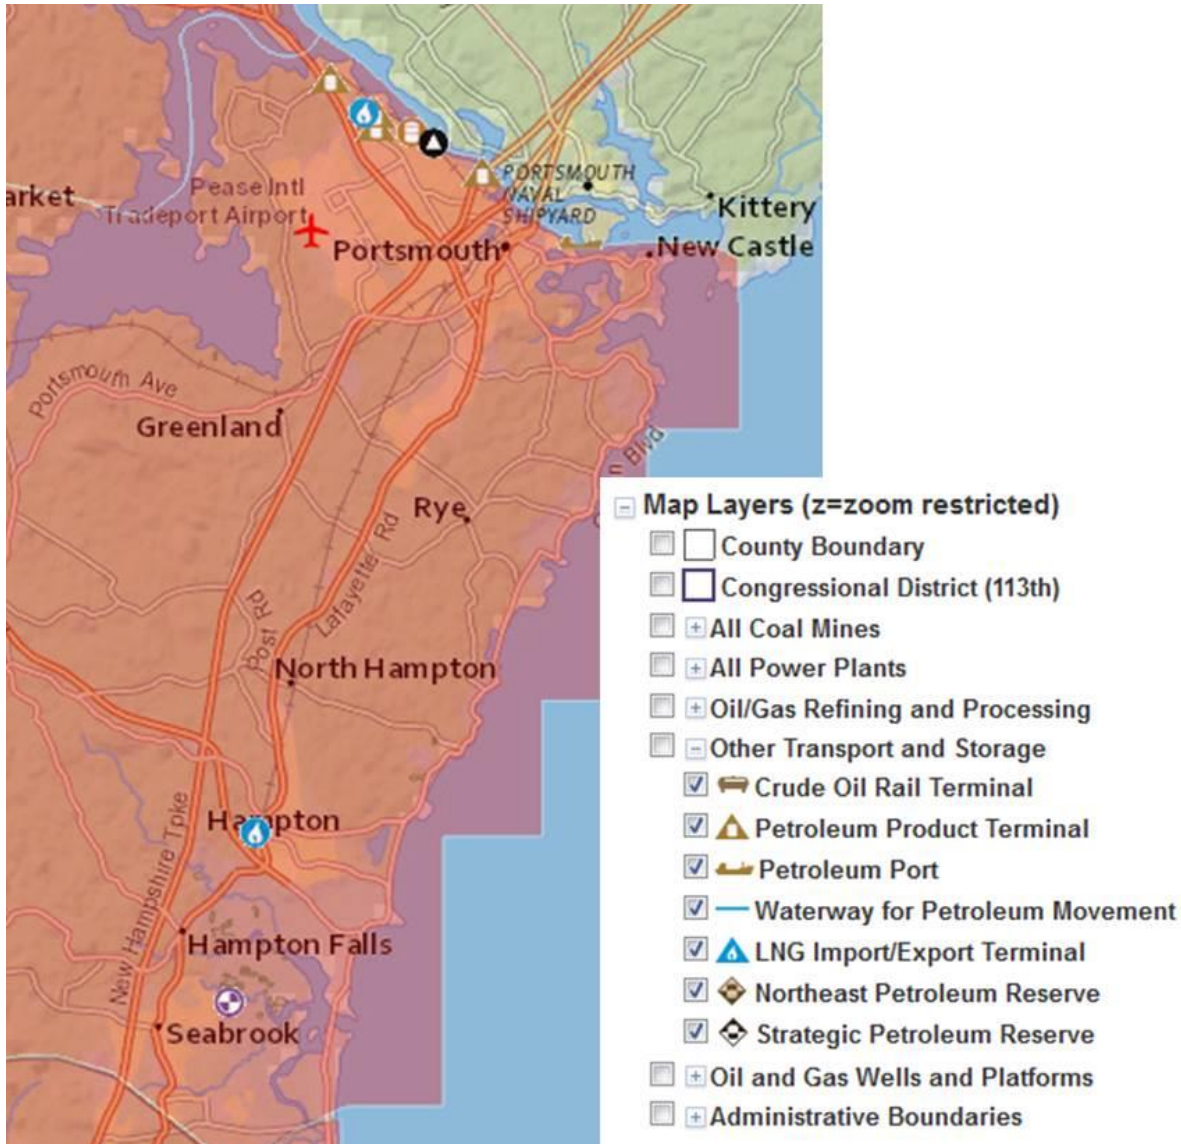 PORTSMOUTH
NAVAL
SHIPYARD
Pease Intl
Tradeport Airport
arket
Kittery
Portsmouth
New Castle
Portsmouth Ave
Greenland
n Blvd
Rye
Lafayette Rd
Post Rd
North Hampton
Hampton
New Hampshire Tpke
Hampton Falls
Seabrook
Map Layers (z=zoom restricted)
County Boundary
Congressional District (113th)
All Coal Mines
All Power Plants
Oil/Gas Refining and Processing
Other Transport and Storage
Crude Oil Rail Terminal
Petroleum Product Terminal
Petroleum Port
Waterway for Petroleum Movement
LNG Import/Export Terminal
Northeast Petroleum Reserve
Strategic Petroleum Reserve
Oil and Gas Wells and Platforms
Administrative Boundaries